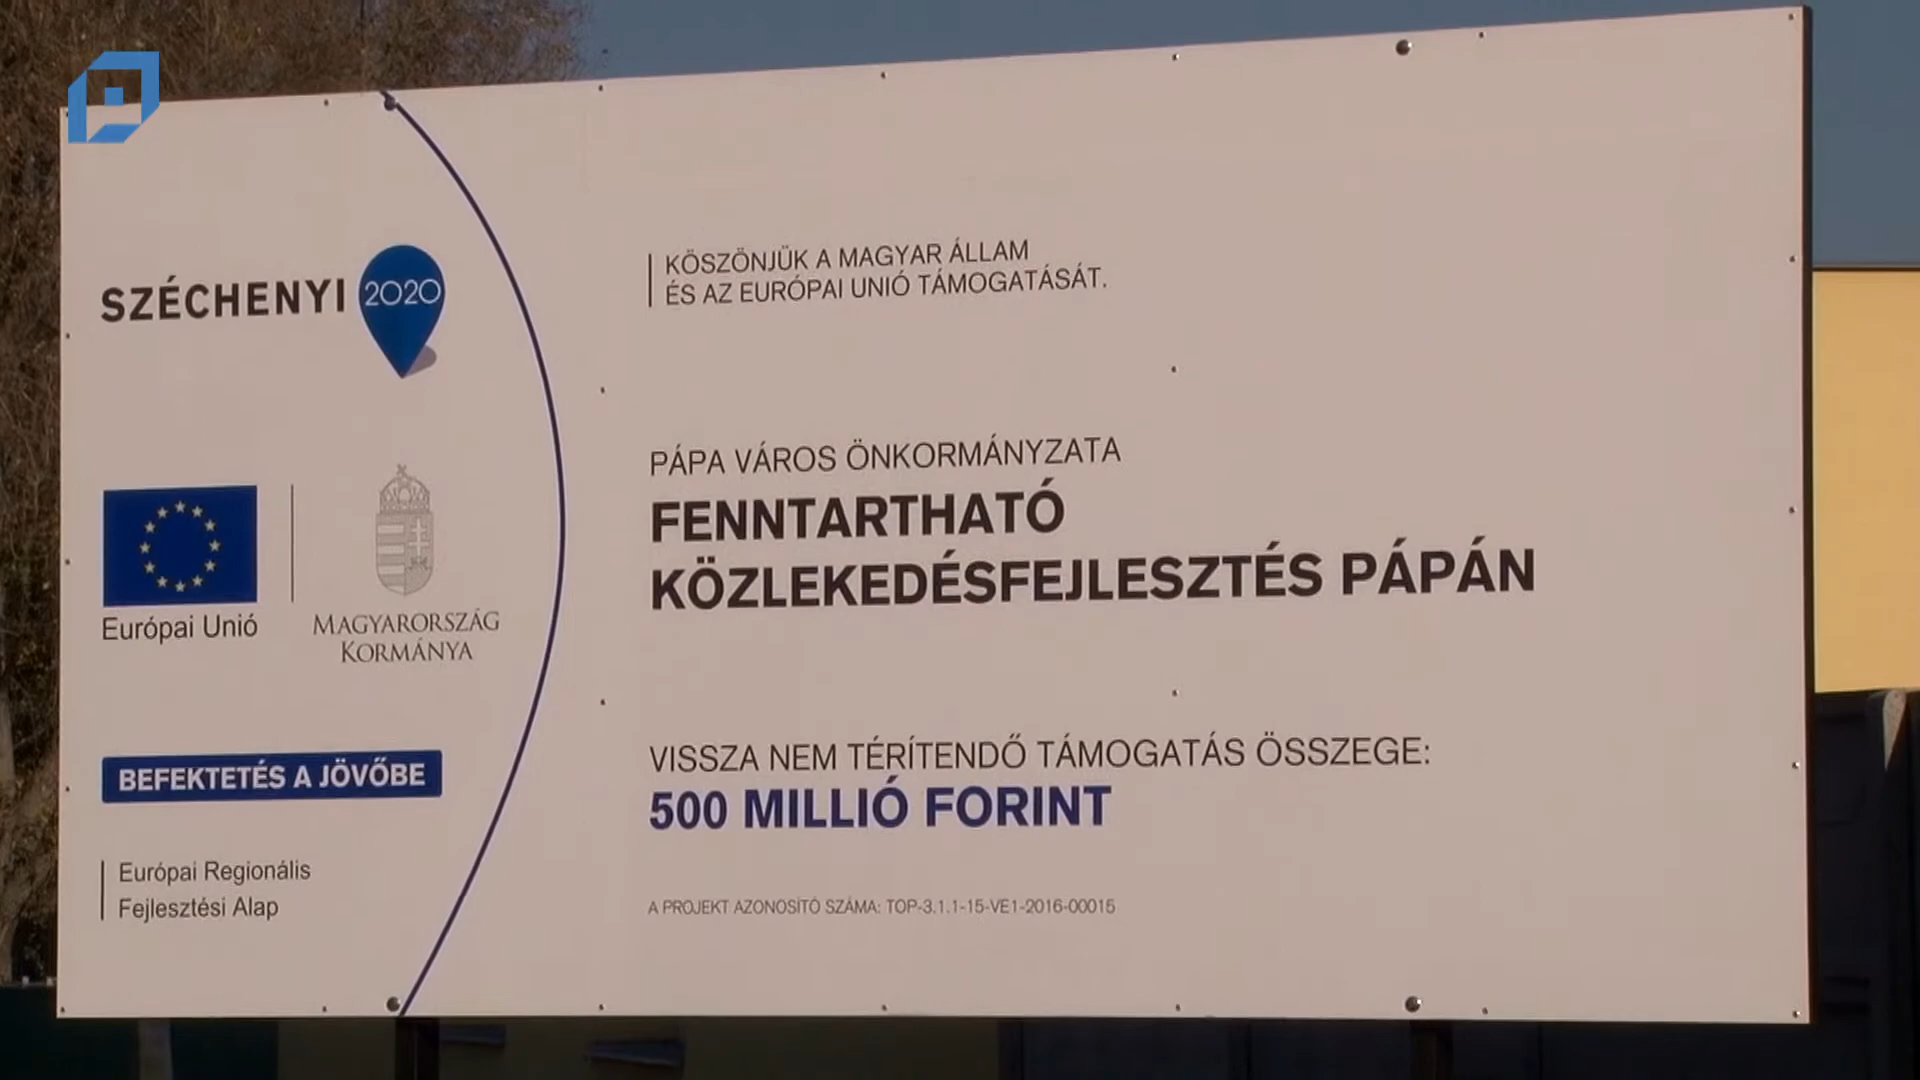 SZÉCHENYI 2020
Európai Unió
MAGYARORSZÁG
KORMÁNYA
BEFEKTETÉS A JÖVŐBE
Európai Regionális
Fejlesztési Alap
KÖSZÖNJÜK A MAGYAR ÁLLAM
ÉS AZ EURÓPAI UNIÓ TÁMOGATÁSÁT.
PÁPA VÁROS ÖNKORMÁNYZATA
FENNTARTHATÓ
KÖZLEKEDÉSFEJLESZTÉS PÁPÁN
VISSZA NEM TÉRÍTENDŐ TÁMOGATÁS ÖSSZEGE:
500 MILLIÓ FORINT
A PROJEKT AZONOSÍTÓ SZÁMA: TOP-3.1.1-15-VE1-2016-00015